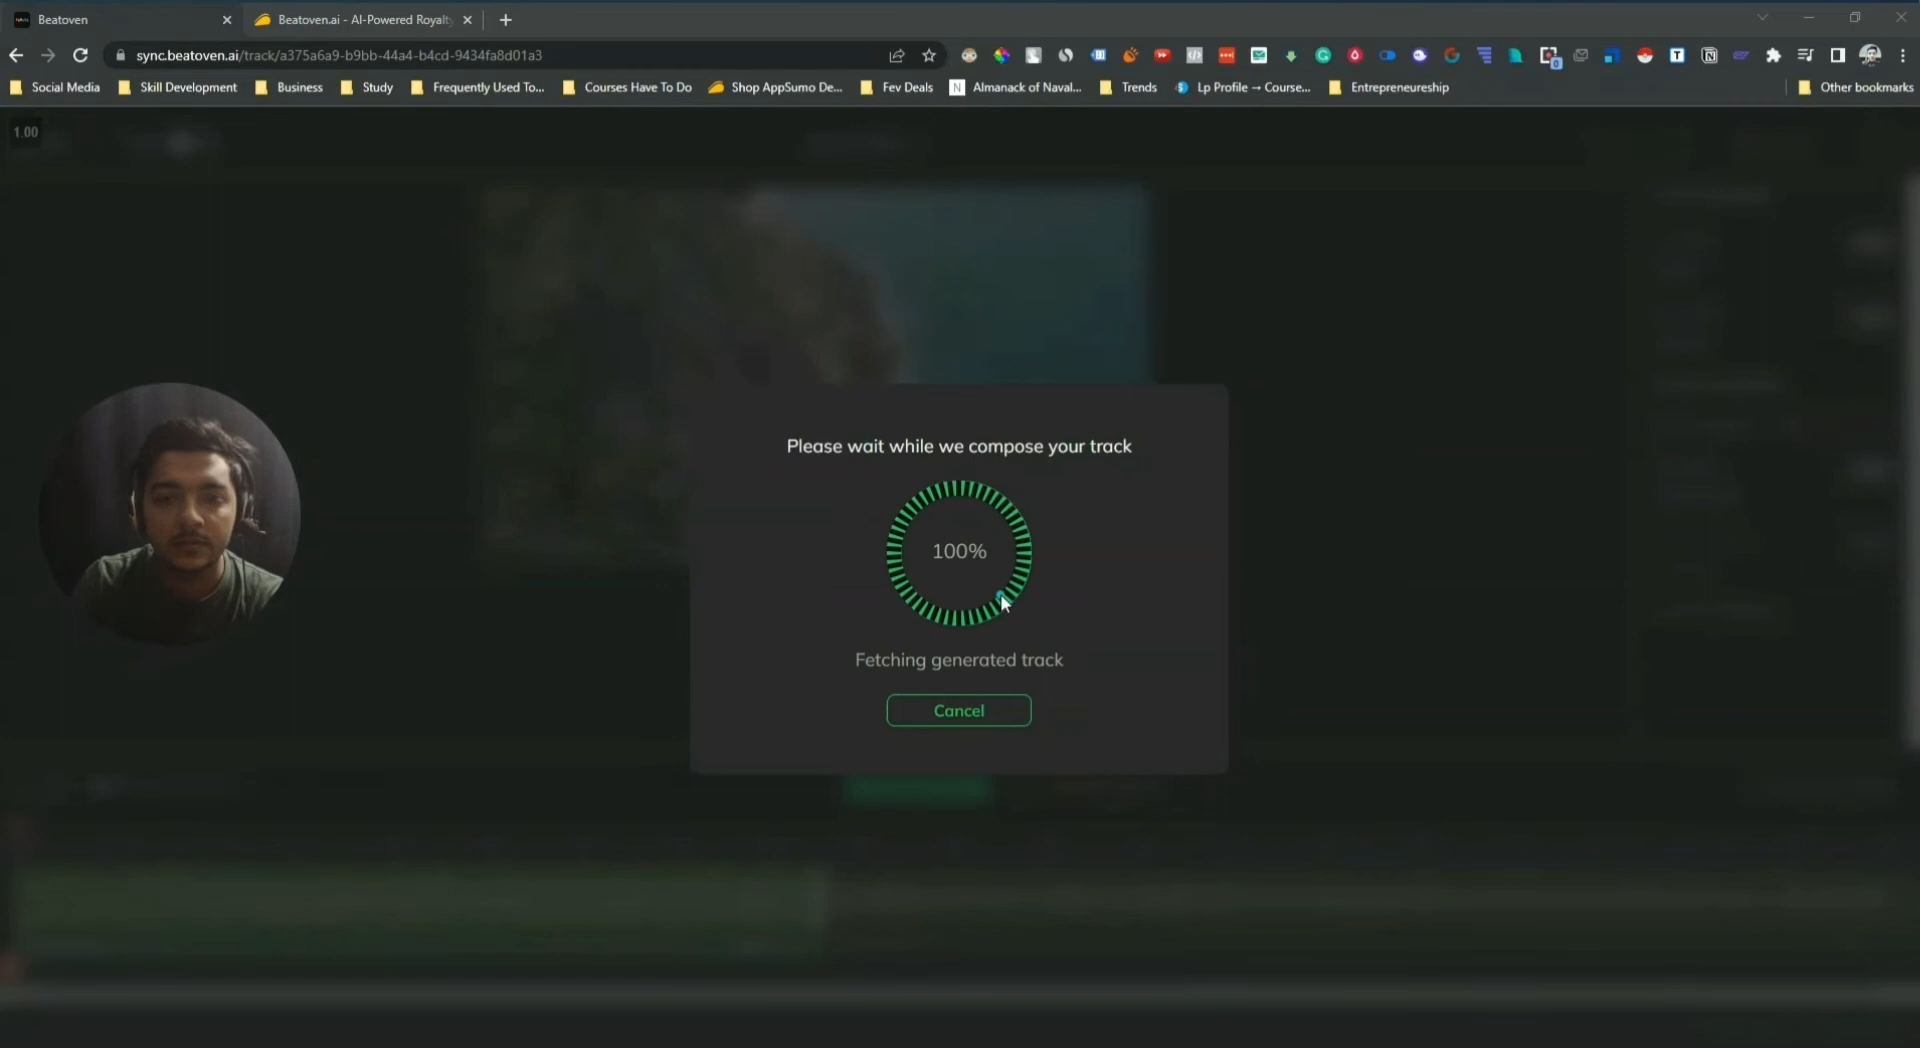 Beatoven
Beatoven.ai - AI-Powered Royalt
sync.beatoven.ai/track/a375a6a9-b9bb-44a4-b4cd-9434fa8d01a3
Social Media
Skill Development
Business
Study
Frequently Used To...
Courses Have To Do
Shop AppSumo De...
Fev Deals
Almanack of Naval...
Trends
Lp Profile → Course...
Entrepreneureship
Other bookmarks
1.00
Please wait while we compose your track
100%
Fetching generated track
Cancel